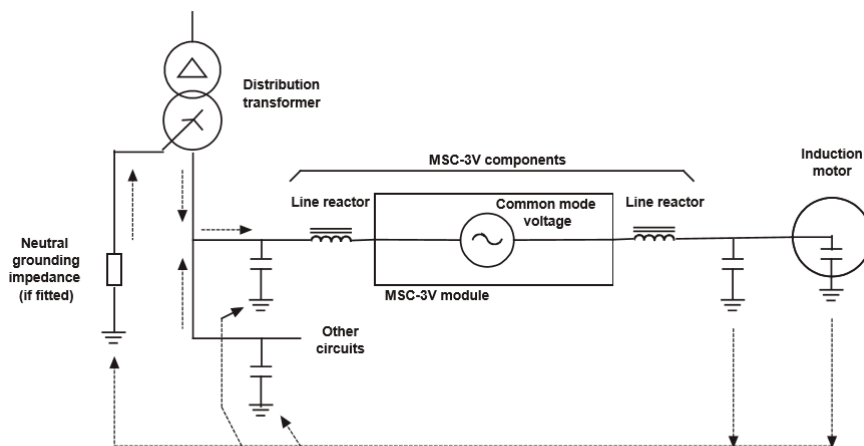 Distribution
transformer
MSC-3V components
Induction
motor
Line reactor
Common mode
voltage
Line reactor
Neutral
grounding
impedance
(if fitted)
MSC-3V module
Other
circuits